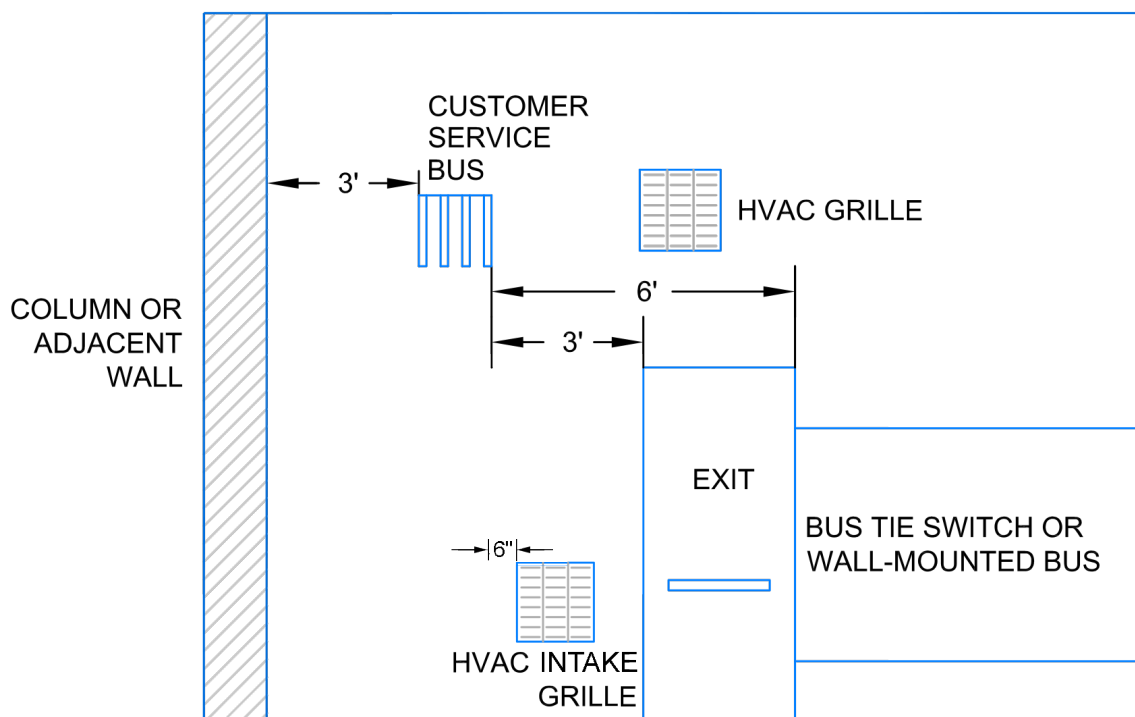 CUSTOMER
SERVICE
BUS
3'
HVAC GRILLE
6'
COLUMN OR
ADJACENT
WALL
3'
EXIT
BUS TIE SWITCH OR
WALL-MOUNTED BUS
6"
HVAC INTAKE
GRILLE